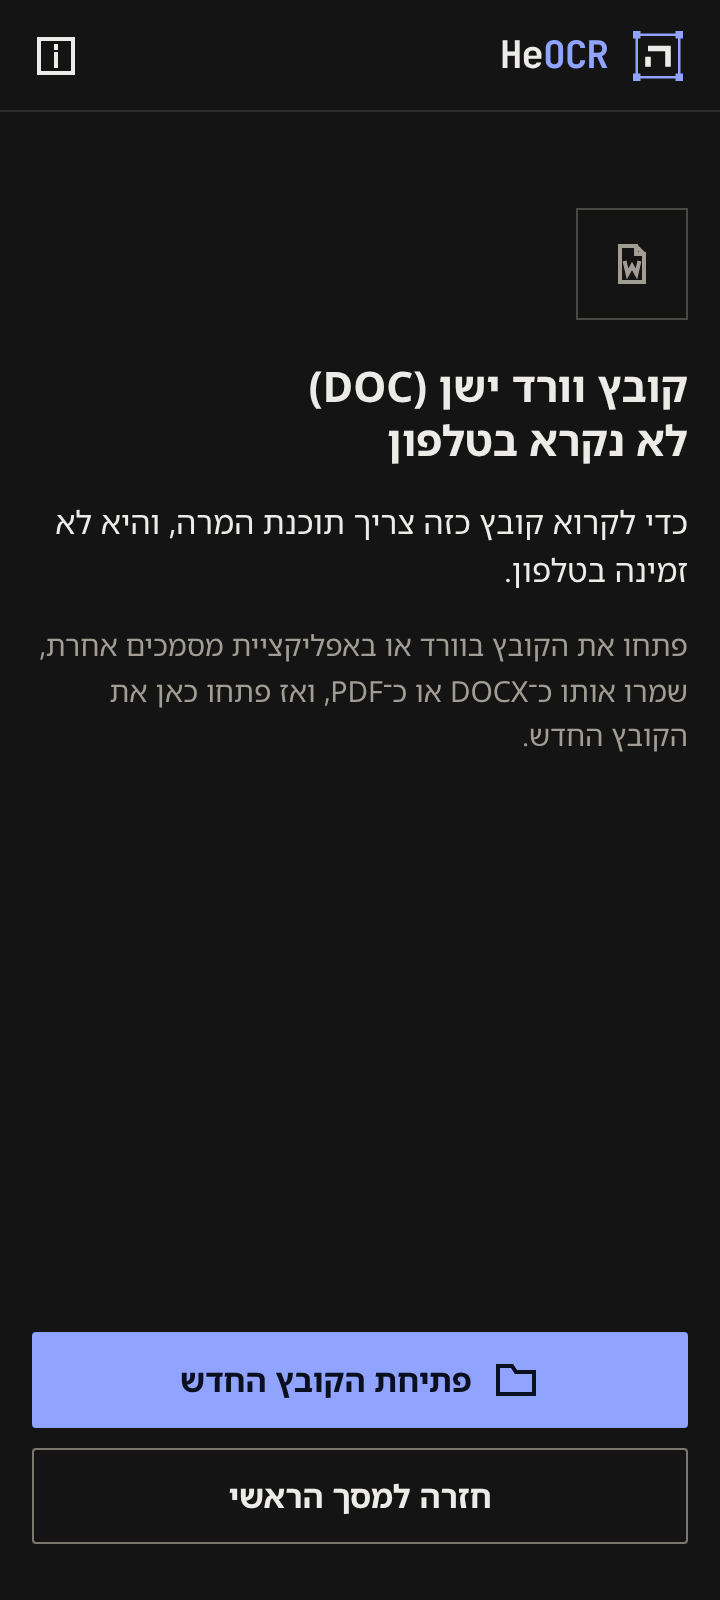 HeOCR
קובץ וורד ישן (DOC)
לא נקרא בטלפון
כדי לקרוא קובץ כזה צריך תוכנת המרה, והיא לא
זמינה בטלפון.
פתחו את הקובץ בוורד או באפליקציית מסמכים אחרת,
שמרו אותו כ־DOCX או כ־PDF, ואז פתחו כאן את
הקובץ החדש.
פתיחת הקובץ החדש
חזרה למסך הראשי